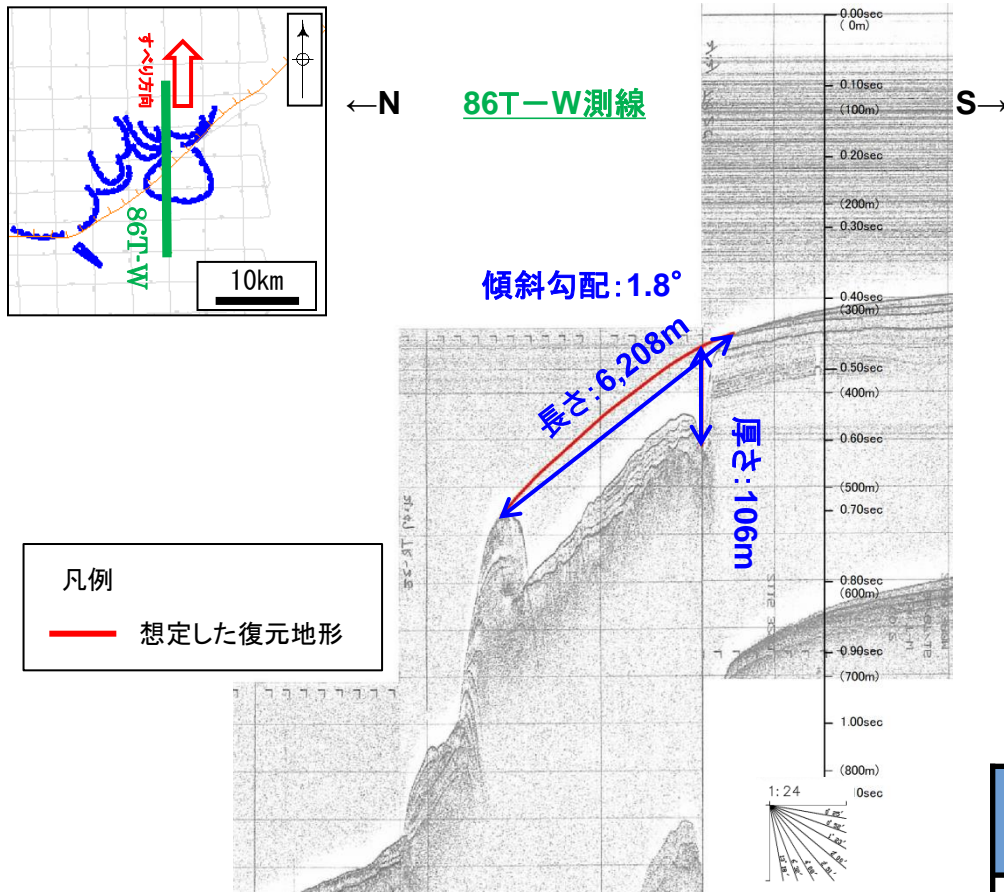 すべり方向
86T-W
10km
←N
86T－W測線
S→
0.00sec
( 0m)
0.10sec
(100m)
0.20sec
(200m)
0.30sec
0.40sec
(300m)
0.50sec
(400m)
0.60sec
(500m)
0.70sec
0.80sec
(600m)
0.90sec
(700m)
1.00sec
(800m)
0sec
傾斜勾配：1.8°
長さ：6,208m
厚さ：106m
凡例
想定した復元地形
1:24